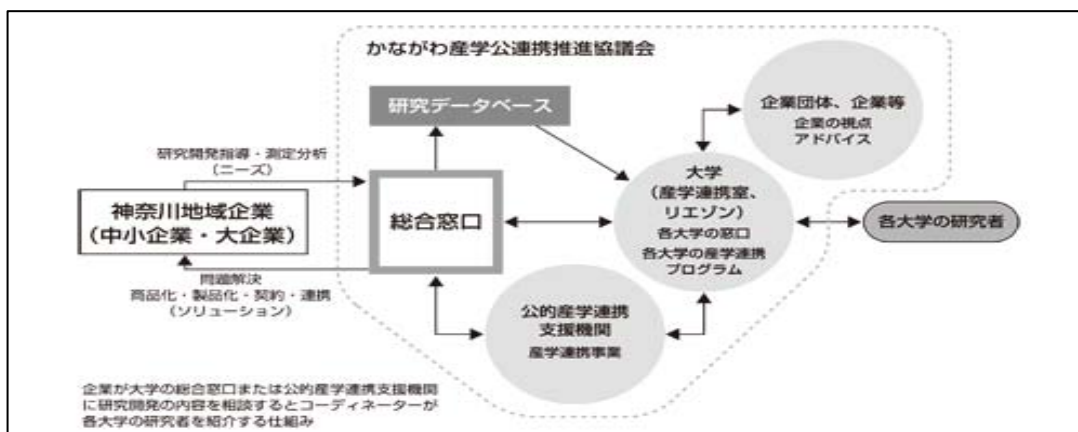 かながわ産学公連携推進協議会
研究データベース
企業団体、企業等
企業の視点
アドバイス
研究開発指導・測定分析
(ニーズ)
神奈川地域企業
(中小企業・大企業)
総合窓口
大学
(産学連携室、
リエゾン)
各大学の窓口
各大学の産学連携
プログラム
各大学の研究者
問題解決
商品化・製品化・契約・連携
(ソリューション)
公的産学連携
支援機関
産学連携事業
企業が大学の総合窓口または公的産学連携支援機関
に研究開発の内容を相談するとコーディネーターが
各大学の研究者を紹介する仕組み